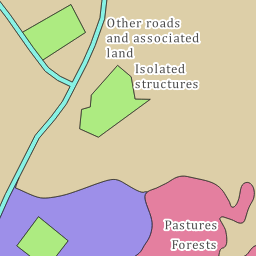 Other roads
and associated
land
Isolated
structures
Pastures
Forests